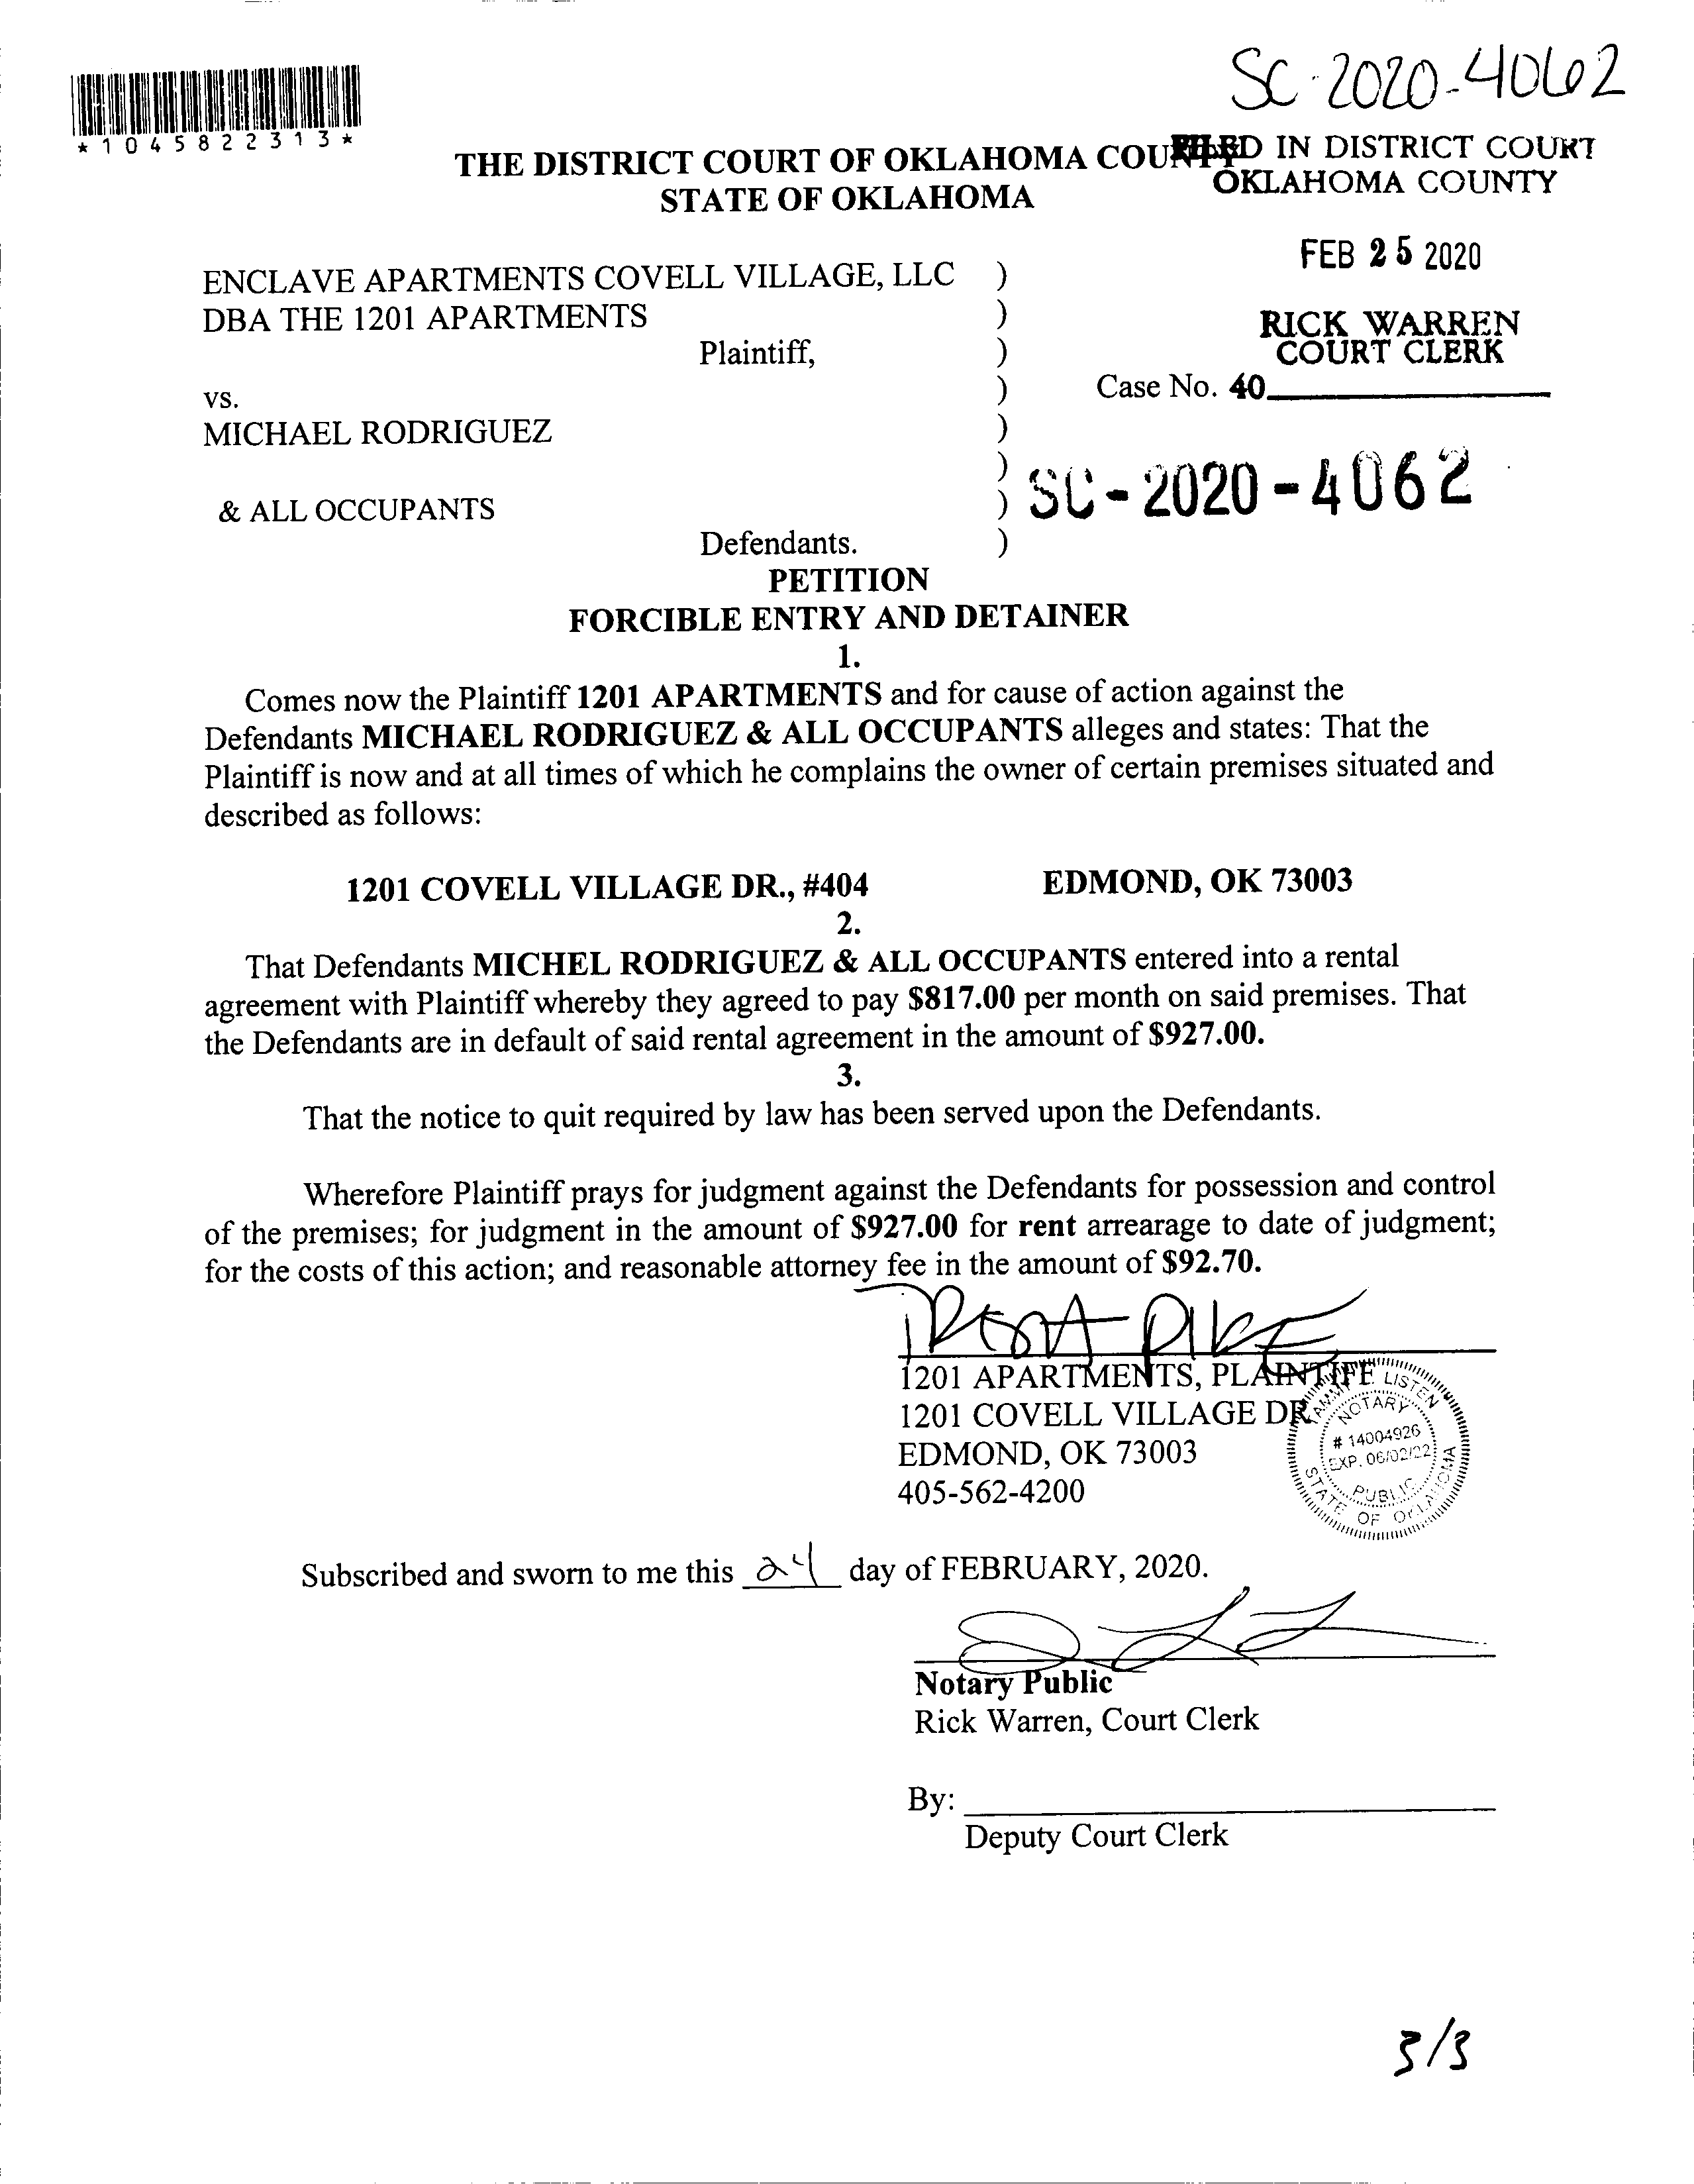 SC-2020-4062
*1045822313*
THE DISTRICT COURT OF OKLAHOMA COUNTY
STATE OF OKLAHOMA
FILED IN DISTRICT COURT
OKLAHOMA COUNTY
FEB 25 2020
RICK WARREN
COURT CLERK
ENCLAVE APARTMENTS COVELL VILLAGE, LLC )
DBA THE 1201 APARTMENTS )
Plaintiff, )
vs. ) Case No. 40
MICHAEL RODRIGUEZ )
)
& ALL OCCUPANTS ) SC-2020-4062
Defendants. )
PETITION
FORCIBLE ENTRY AND DETAINER
1.
Comes now the Plaintiff 1201 APARTMENTS and for cause of action against the
Defendants MICHAEL RODRIGUEZ & ALL OCCUPANTS alleges and states: That the
Plaintiff is now and at all times of which he complains the owner of certain premises situated and
described as follows:
1201 COVELL VILLAGE DR., #404 EDMOND, OK 73003
2.
That Defendants MICHEL RODRIGUEZ & ALL OCCUPANTS entered into a rental
agreement with Plaintiff whereby they agreed to pay $817.00 per month on said premises. That
the Defendants are in default of said rental agreement in the amount of $927.00.
3.
That the notice to quit required by law has been served upon the Defendants.
Wherefore Plaintiff prays for judgment against the Defendants for possession and control
of the premises; for judgment in the amount of $927.00 for rent arrearage to date of judgment;
for the costs of this action; and reasonable attorney fee in the amount of $92.70.
1201 APARTMENTS, PLAINTIFF
1201 COVELL VILLAGE DR
EDMOND, OK 73003
405-562-4200
LISTEN
NOTARY
# 14004926
EXP. 06/02/22
PUBLIC
STATE OF OKLAHOMA
Subscribed and sworn to me this 24 day of FEBRUARY, 2020.
Notary Public
Rick Warren, Court Clerk
By:
Deputy Court Clerk
3/3